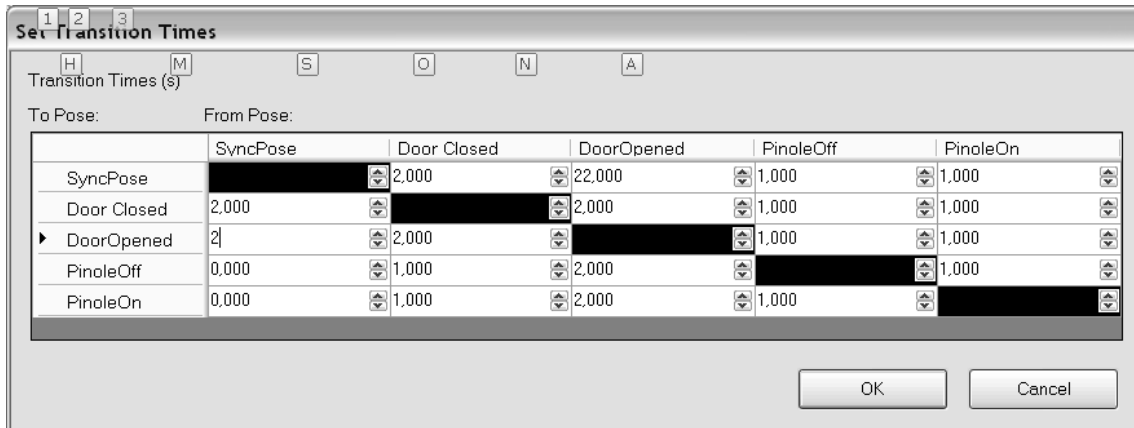 1 2 3
Set Transition Times
H M S O N A
Transition Times (s)
To Pose: From Pose:
SyncPose Door Closed DoorOpened PinoleOff PinoleOn
SyncPose 2,000 22,000 1,000 1,000
Door Closed 2,000 2,000 1,000 1,000
DoorOpened 2 2,000 1,000 1,000
PinoleOff 0,000 1,000 2,000 1,000
PinoleOn 0,000 1,000 2,000 1,000
OK Cancel